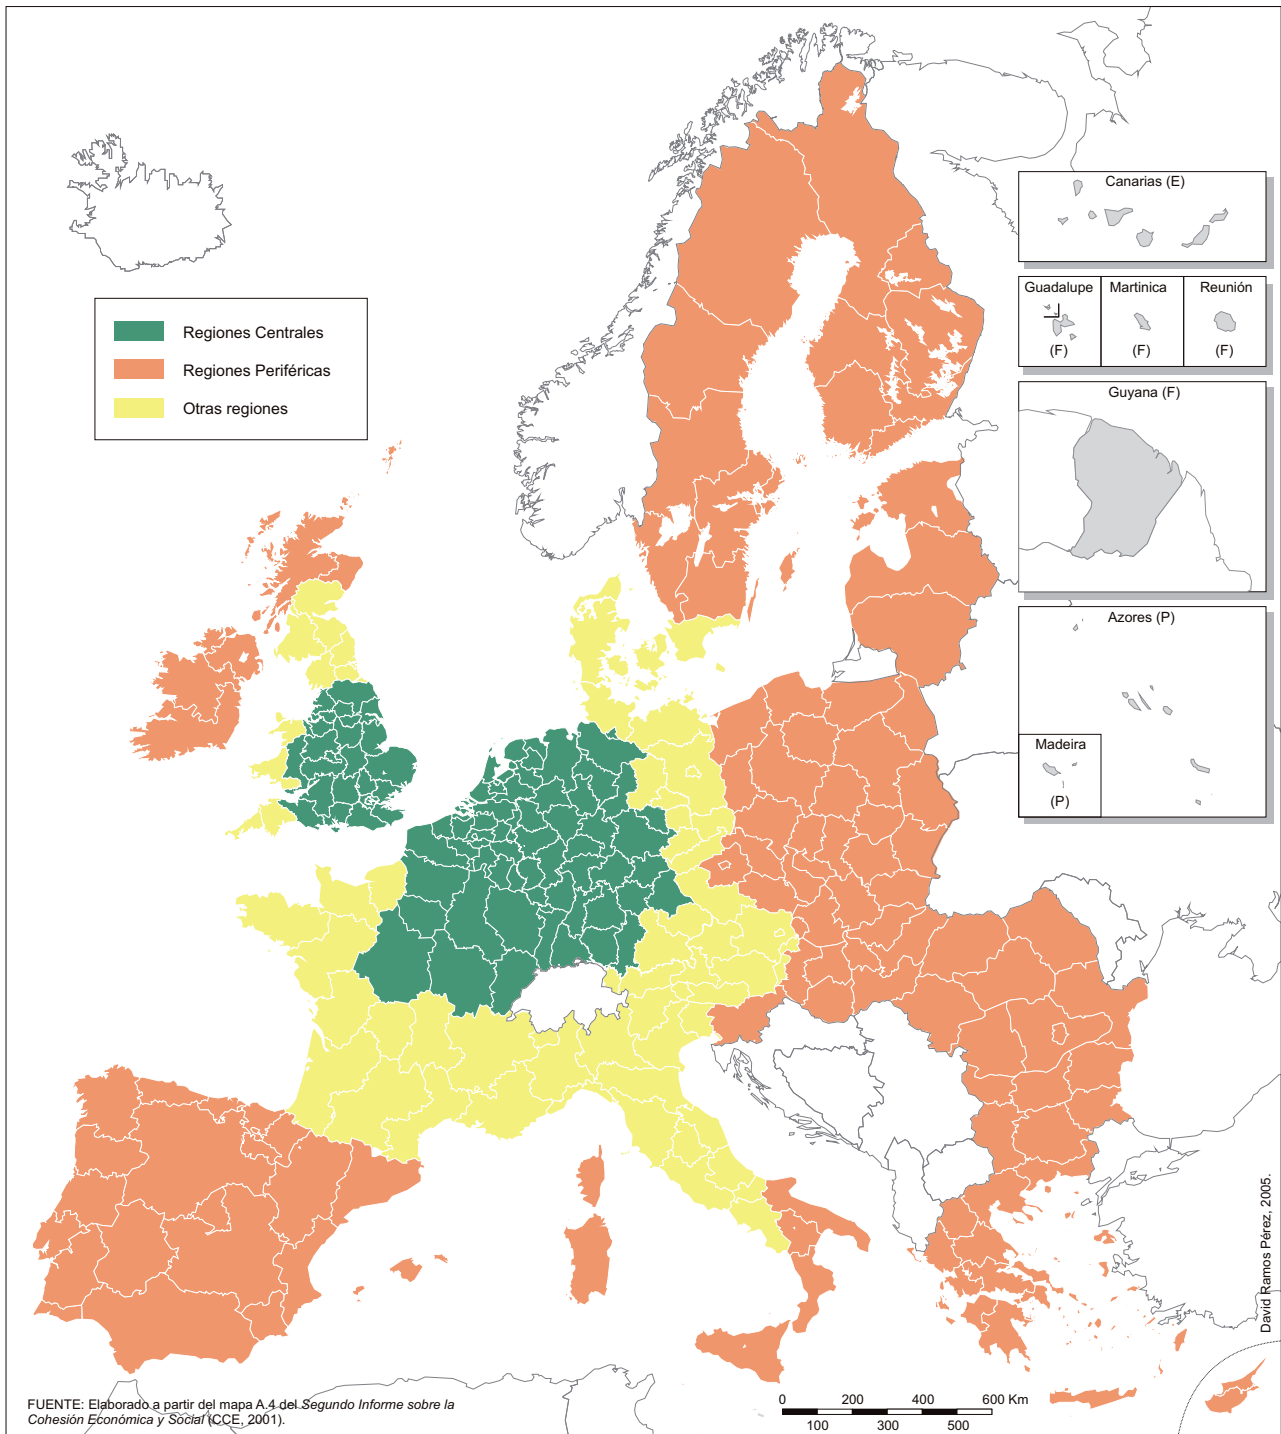 Canarias (E)
Guadalupe
Martinica
Reunión
(F)
(F)
(F)
Guyana (F)
Azores (P)
Madeira
(P)
Regiones Centrales
Regiones Periféricas
Otras regiones
David Ramos Pérez, 2005.
FUENTE: Elaborado a partir del mapa A.4 del Segundo Informe sobre la
Cohesión Económica y Social (CCE, 2001).
0 200 400 600 Km
100 300 500